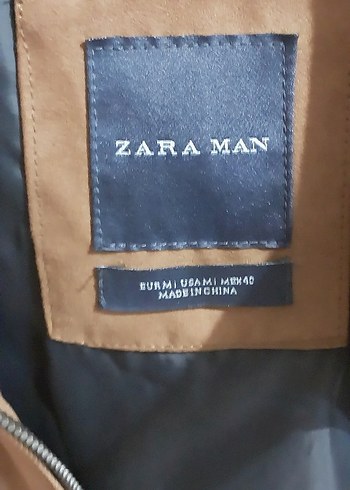 ZARA MAN
EUR M | USA M | MEX 40
MADE IN CHINA